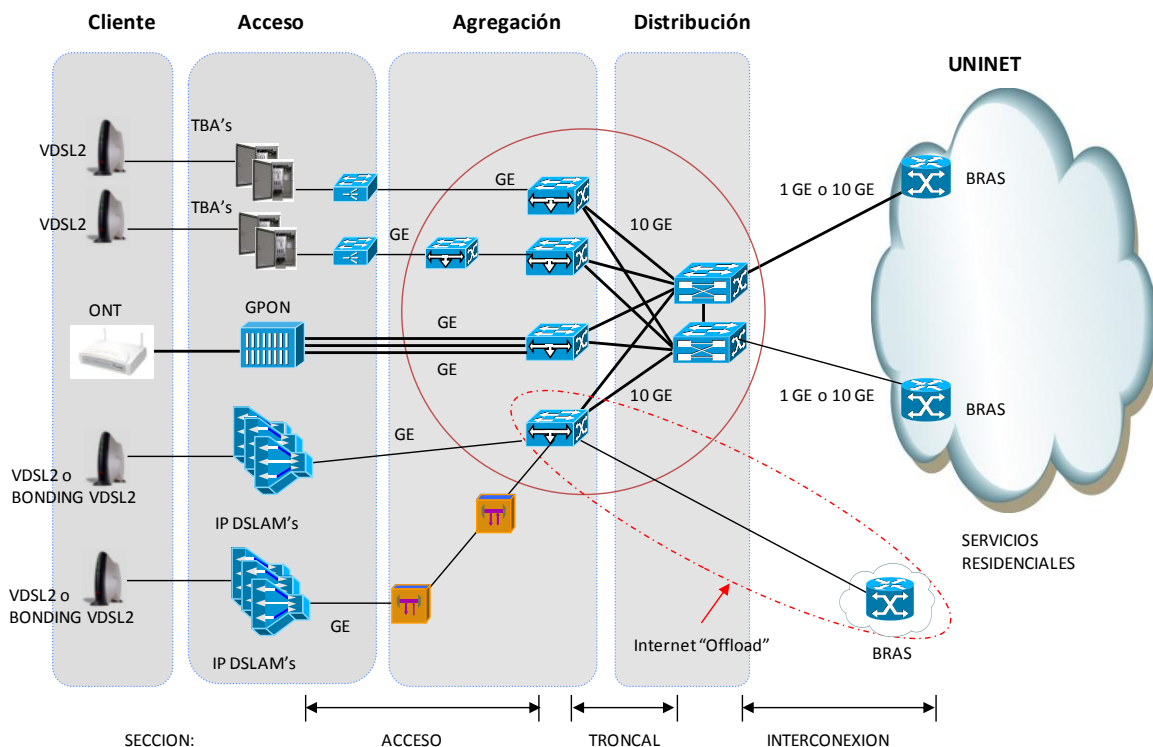 Cliente
Acceso
Agregación
Distribución
UNINET
TBA's
VDSL2
GE
1 GE o 10 GE
BRAS
VDSL2
TBA's
GE
10 GE
ONT
GPON
GE
GE
10 GE
1 GE o 10 GE
BRAS
GE
VDSL2 o
BONDING VDSL2
IP DSLAM's
SERVICIOS
RESIDENCIALES
VDSL2 o
BONDING VDSL2
GE
IP DSLAM's
Internet “Offload”
BRAS
SECCION:
ACCESO
TRONCAL
INTERCONEXION